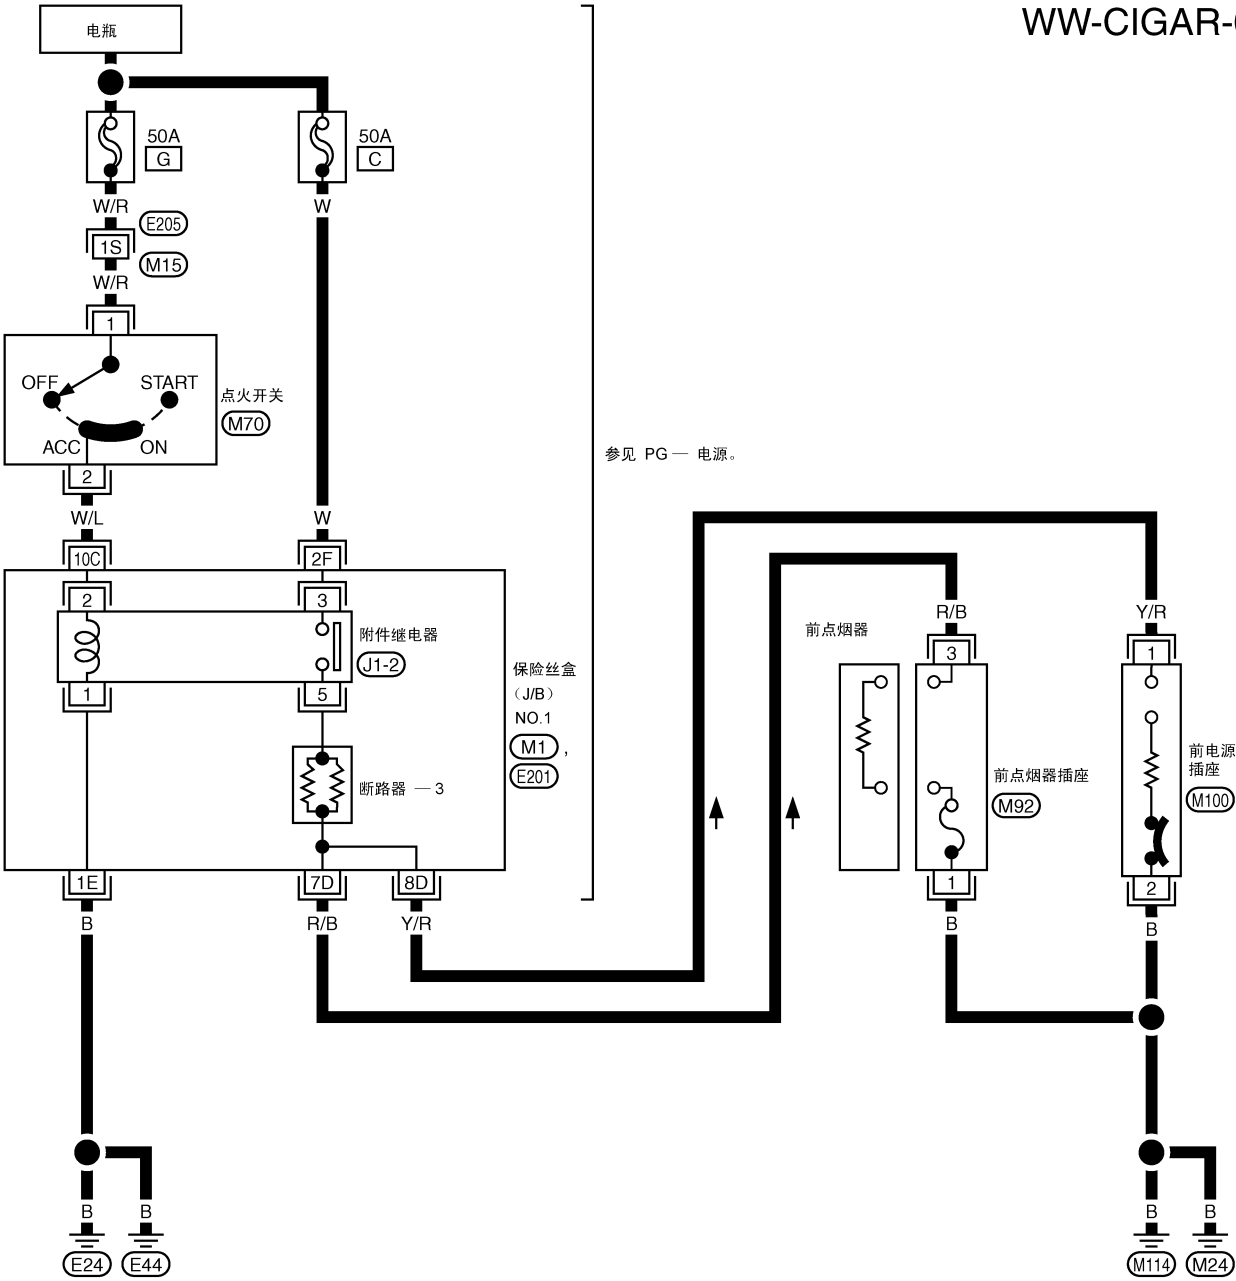 WW-CIGAR-
电瓶
50A
G
50A
C
W/R
W
E205
1S
M15
W/R
1
OFF
START
点火开关
M70
ACC
ON
2
参见 PG — 电源。
W/L
W
10C
2F
2
3
附件继电器
J1-2
1
5
保险丝盒
（J/B）
NO.1
M1 ,
E201
断路器 — 3
1E
7D
8D
B
R/B
Y/R
R/B
Y/R
前点烟器
3
1
前电源
插座
M100
前点烟器插座
M92
1
2
B
B
B
B
B
B
E24
E44
M114
M24